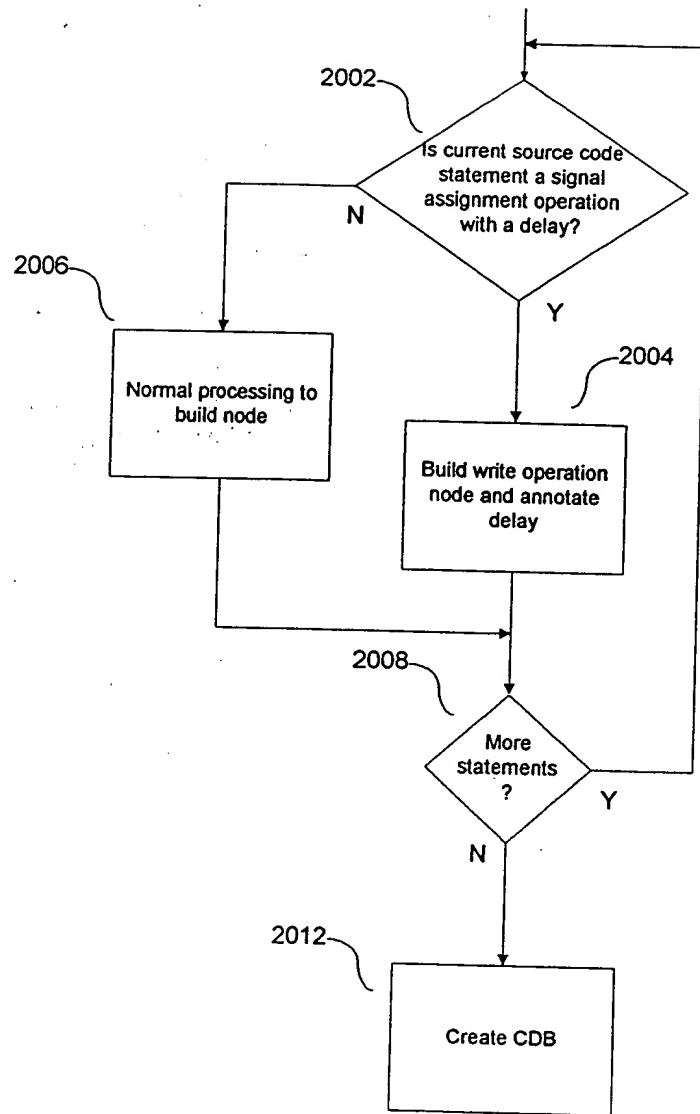 2002
Is current source code
statement a signal
assignment operation
with a delay?
N
Y
2006
Normal processing to
build node
2004
Build write operation
node and annotate
delay
2008
More
statements
?
Y
N
2012
Create CDB